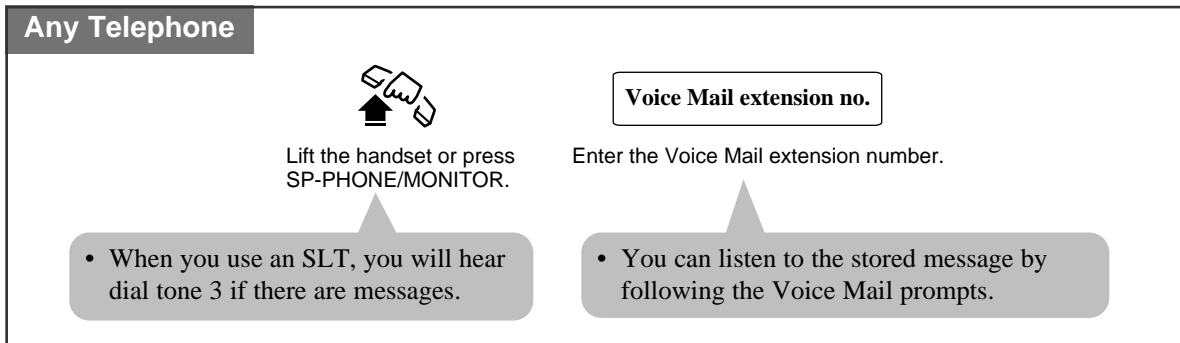 Any Telephone
Voice Mail extension no.
Lift the handset or press
SP-PHONE/MONITOR.
Enter the Voice Mail extension number.
• When you use an SLT, you will hear
dial tone 3 if there are messages.
• You can listen to the stored message by
following the Voice Mail prompts.